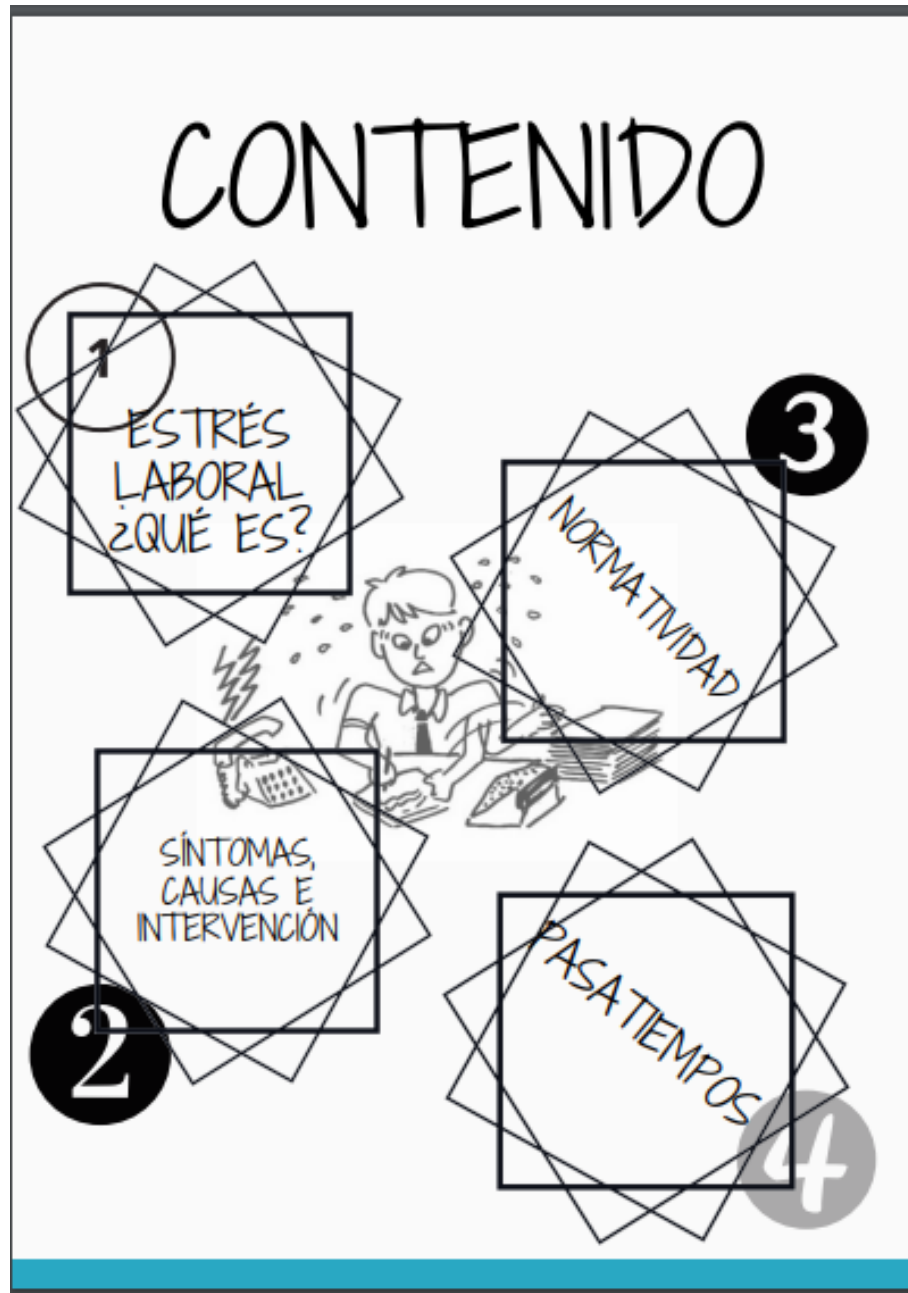 CONTENIDO
1
ESTRÉS
LABORAL
¿QUÉ ES?
2
SÍNTOMAS,
CAUSAS E
INTERVENCIÓN
3
NORMATIVIDAD
4
PASATIEMPOS